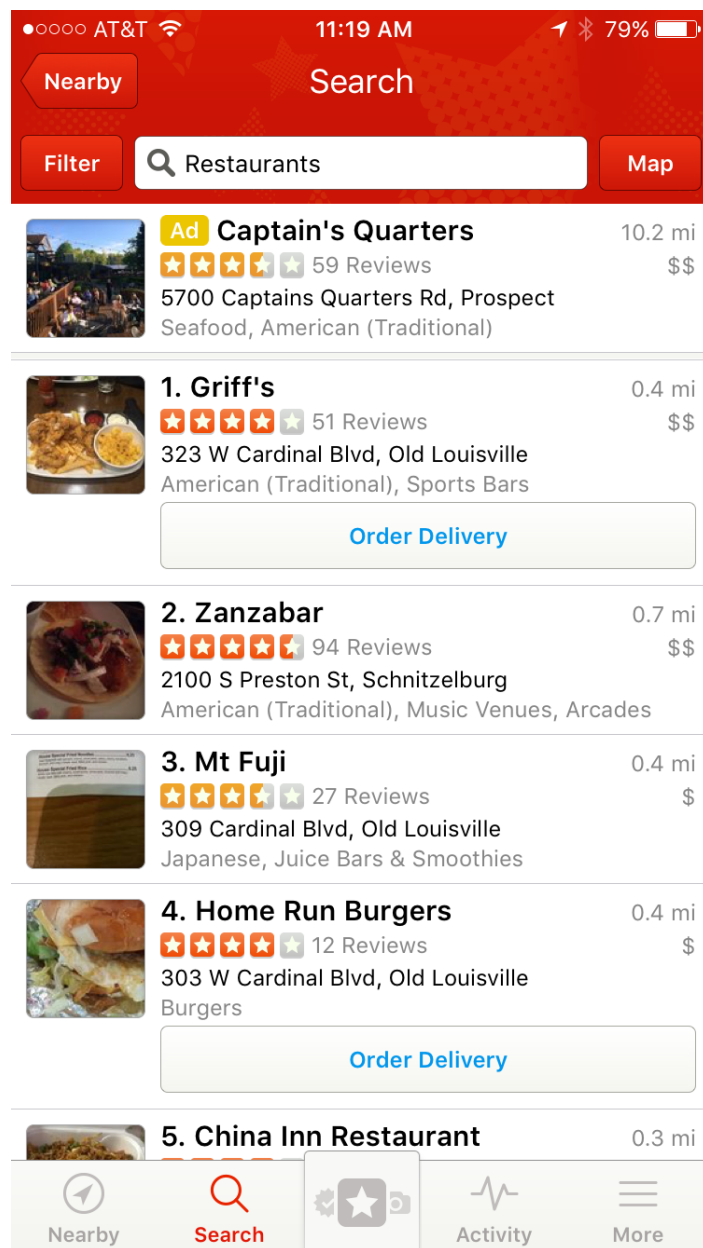 AT&T 11:19 AM 79%
Nearby Search
Filter Restaurants Map
Ad Captain's Quarters 10.2 mi
59 Reviews $$
5700 Captains Quarters Rd, Prospect
Seafood, American (Traditional)
1. Griff's 0.4 mi
51 Reviews $$
323 W Cardinal Blvd, Old Louisville
American (Traditional), Sports Bars
Order Delivery
2. Zanzabar 0.7 mi
94 Reviews $$
2100 S Preston St, Schnitzelburg
American (Traditional), Music Venues, Arcades
3. Mt Fuji 0.4 mi
27 Reviews $
309 Cardinal Blvd, Old Louisville
Japanese, Juice Bars & Smoothies
4. Home Run Burgers 0.4 mi
12 Reviews $
303 W Cardinal Blvd, Old Louisville
Burgers
Order Delivery
5. China Inn Restaurant 0.3 mi
Nearby Search Activity More